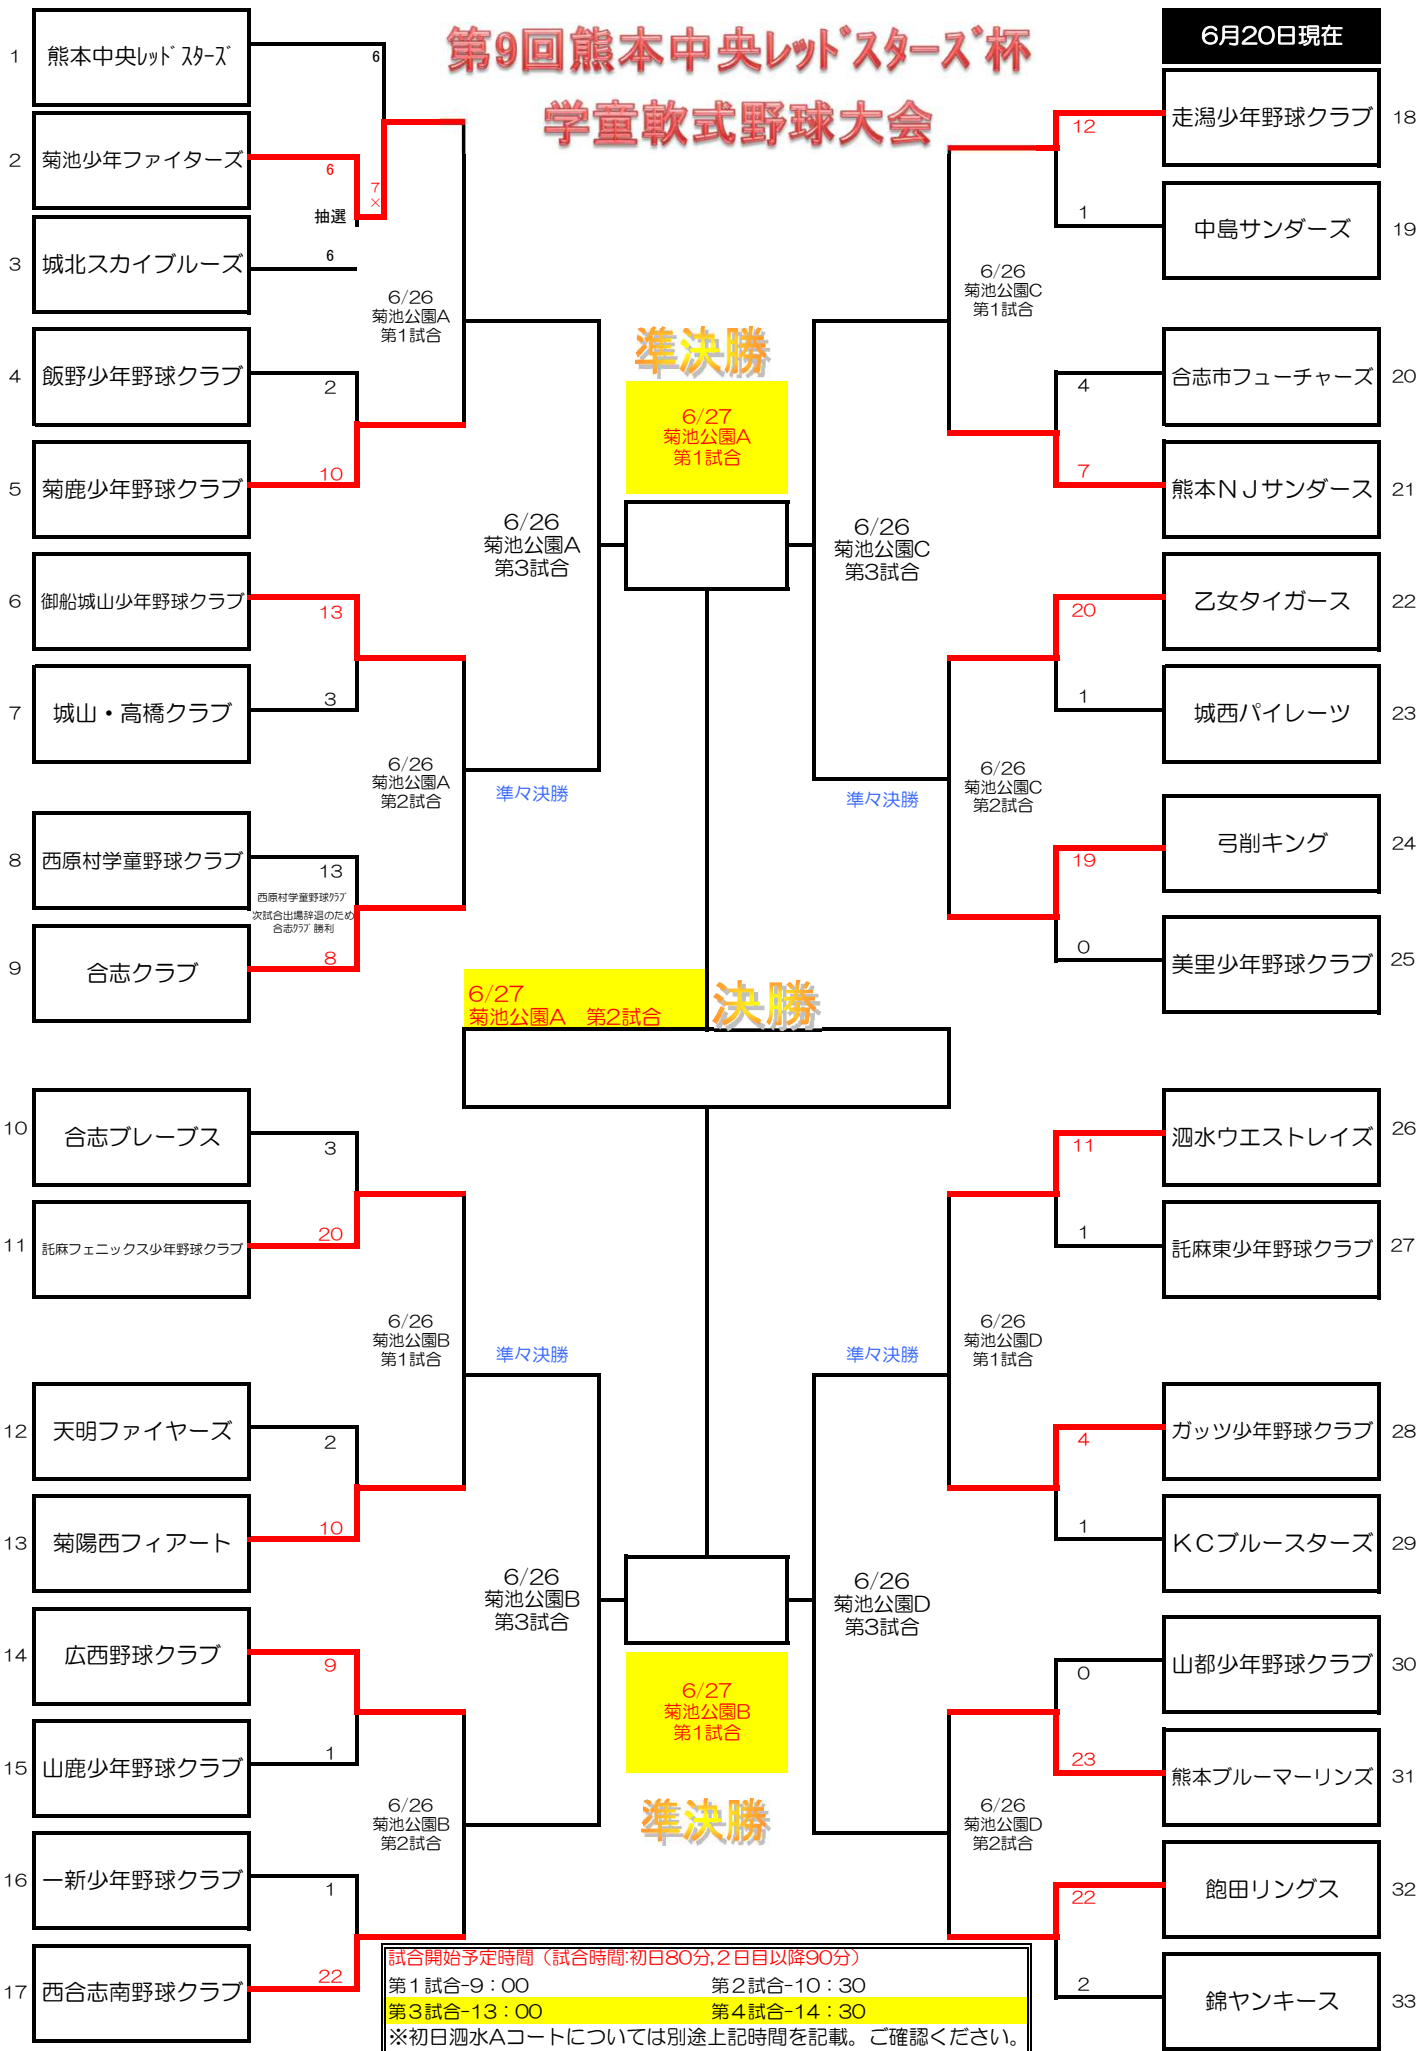 第9回熊本中央レッドスターズ杯
学童軟式野球大会
6月20日現在
1
熊本中央レッドスターズ
6
2
菊池少年ファイターズ
6
7
×
抽選
3
城北スカイブルーズ
6
6/26
菊池公園A
第1試合
4
飯野少年野球クラブ
2
5
菊鹿少年野球クラブ
10
6/26
菊池公園A
第3試合
6
御船城山少年野球クラブ
13
7
城山・高橋クラブ
3
6/26
菊池公園A
第2試合
準々決勝
8
西原村学童野球クラブ
13
西原村学童野球クラブ
次試合出場辞退のため
合志クラブ勝利
9
合志クラブ
8
準決勝
6/27
菊池公園A
第1試合
18
走潟少年野球クラブ
12
19
中島サンダーズ
1
6/26
菊池公園C
第1試合
20
合志市フューチャーズ
4
21
熊本NJサンダース
7
6/26
菊池公園C
第3試合
22
乙女タイガース
20
23
城西パイレーツ
1
6/26
菊池公園C
第2試合
準々決勝
24
弓削キング
19
25
美里少年野球クラブ
0
6/27
菊池公園A 第2試合
決勝
10
合志ブレーブス
3
11
託麻フェニックス少年野球クラブ
20
6/26
菊池公園B
第1試合
準々決勝
12
天明ファイヤーズ
2
13
菊陽西フィアート
10
6/26
菊池公園B
第3試合
14
広西野球クラブ
9
15
山鹿少年野球クラブ
1
6/26
菊池公園B
第2試合
16
一新少年野球クラブ
1
17
西合志南野球クラブ
22
6/27
菊池公園B
第1試合
準決勝
26
泗水ウエストレイズ
11
27
託麻東少年野球クラブ
1
6/26
菊池公園D
第1試合
準々決勝
28
ガッツ少年野球クラブ
4
29
KCブルースターズ
1
6/26
菊池公園D
第3試合
30
山都少年野球クラブ
0
31
熊本ブルーマーリンズ
23
6/26
菊池公園D
第2試合
32
飽田リングス
22
33
錦ヤンキース
2
試合開始予定時間（試合時間:初日80分,2日目以降90分）
第1試合-9：00 第2試合-10：30
第3試合-13：00 第4試合-14：30
※初日泗水Aコートについては別途上記時間を記載。ご確認ください。